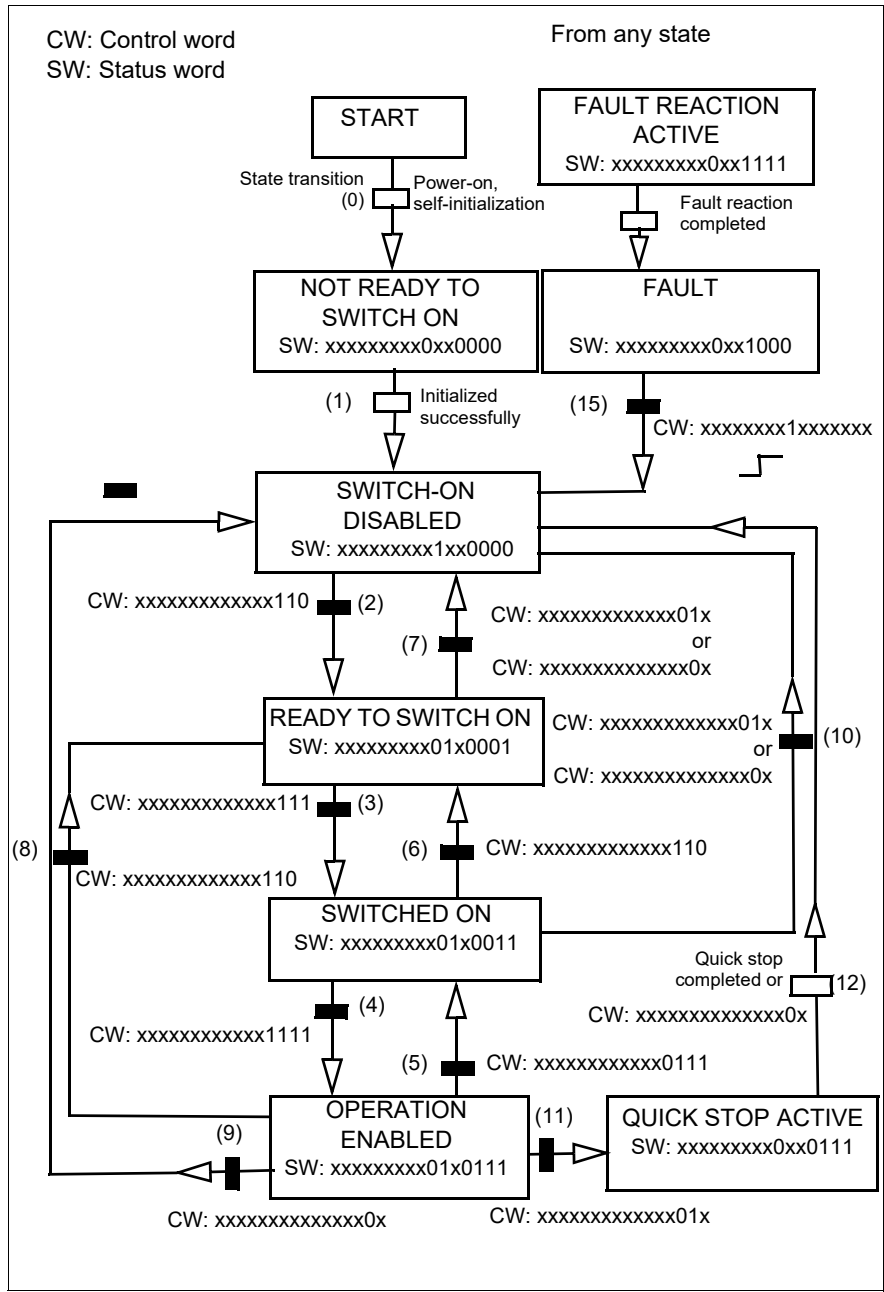 CW: Control word
SW: Status word
From any state
START
FAULT REACTION
ACTIVE
SW: xxxxxxxxx0xx1111
State transition
(0)
Power-on,
self-initialization
Fault reaction
completed
NOT READY TO
SWITCH ON
SW: xxxxxxxxx0xx0000
FAULT
SW: xxxxxxxxx0xx1000
(1)
Initialized
successfully
(15)
CW: xxxxxxxx1xxxxxxx
SWITCH-ON
DISABLED
SW: xxxxxxxxx1xx0000
CW: xxxxxxxxxxxxx110
(2)
(7)
CW: xxxxxxxxxxxxx01x
or
CW: xxxxxxxxxxxxxx0x
READY TO SWITCH ON
SW: xxxxxxxxx01x0001
CW: xxxxxxxxxxxxx01x
or
CW: xxxxxxxxxxxxxx0x
(10)
CW: xxxxxxxxxxxxx111
(3)
(6)
CW: xxxxxxxxxxxxx110
(8)
CW: xxxxxxxxxxxxx110
SWITCHED ON
SW: xxxxxxxxx01x0011
Quick stop
completed or
(12)
CW: xxxxxxxxxxxxxx0x
(4)
CW: xxxxxxxxxxxx1111
(5)
CW: xxxxxxxxxxxx0111
OPERATION
ENABLED
SW: xxxxxxxxx01x0111
(9)
(11)
QUICK STOP ACTIVE
SW: xxxxxxxxx0xx0111
CW: xxxxxxxxxxxxxx0x
CW: xxxxxxxxxxxxx01x